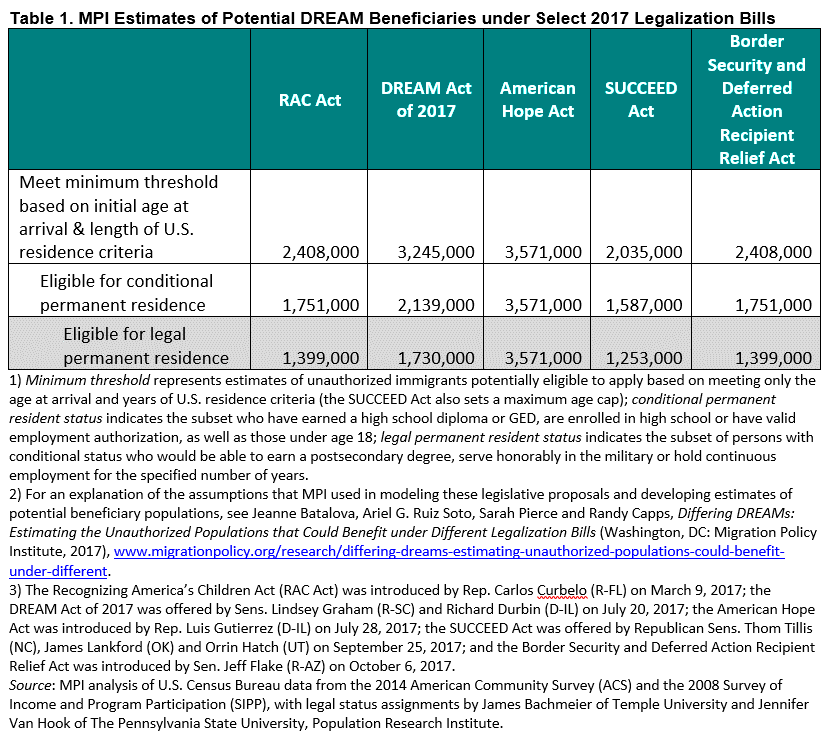 Table 1. MPI Estimates of Potential DREAM Beneficiaries under Select 2017 Legalization Bills
RAC Act
DREAM Act
of 2017
American
Hope Act
SUCCEED
Act
Border
Security and
Deferred
Action
Recipient
Relief Act
Meet minimum threshold
based on initial age at
arrival & length of U.S.
residence criteria
2,408,000
3,245,000
3,571,000
2,035,000
2,408,000
Eligible for conditional
permanent residence
1,751,000
2,139,000
3,571,000
1,587,000
1,751,000
Eligible for legal
permanent residence
1,399,000
1,730,000
3,571,000
1,253,000
1,399,000
1) Minimum threshold represents estimates of unauthorized immigrants potentially eligible to apply based on meeting only the
age at arrival and years of U.S. residence criteria (the SUCCEED Act also sets a maximum age cap); conditional permanent
resident status indicates the subset who have earned a high school diploma or GED, are enrolled in high school or have valid
employment authorization, as well as those under age 18; legal permanent resident status indicates the subset of persons with
conditional status who would be able to earn a postsecondary degree, serve honorably in the military or hold continuous
employment for the specified number of years.
2) For an explanation of the assumptions that MPI used in modeling these legislative proposals and developing estimates of
potential beneficiary populations, see Jeanne Batalova, Ariel G. Ruiz Soto, Sarah Pierce and Randy Capps, Differing DREAMs:
Estimating the Unauthorized Populations that Could Benefit under Different Legalization Bills (Washington, DC: Migration Policy
Institute, 2017), www.migrationpolicy.org/research/differing-dreams-estimating-unauthorized-populations-could-benefit-
under-different.
3) The Recognizing America's Children Act (RAC Act) was introduced by Rep. Carlos Curbelo (R-FL) on March 9, 2017; the
DREAM Act of 2017 was offered by Sens. Lindsey Graham (R-SC) and Richard Durbin (D-IL) on July 20, 2017; the American Hope
Act was introduced by Rep. Luis Gutierrez (D-IL) on July 28, 2017; the SUCCEED Act was offered by Republican Sens. Thom Tillis
(NC), James Lankford (OK) and Orrin Hatch (UT) on September 25, 2017; and the Border Security and Deferred Action Recipient
Relief Act was introduced by Sen. Jeff Flake (R-AZ) on October 6, 2017.
Source: MPI analysis of U.S. Census Bureau data from the 2014 American Community Survey (ACS) and the 2008 Survey of
Income and Program Participation (SIPP), with legal status assignments by James Bachmeier of Temple University and Jennifer
Van Hook of The Pennsylvania State University, Population Research Institute.